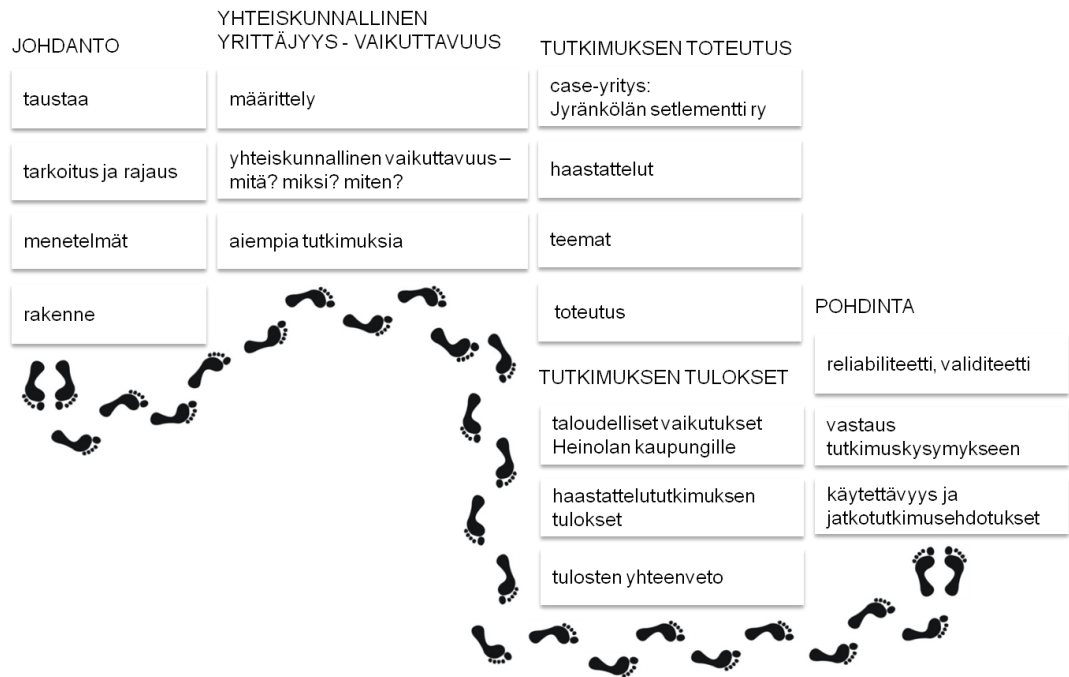 JOHDANTO
taustaa
tarkoitus ja rajaus
menetelmät
rakenne
YHTEISKUNNALLINEN
YRITTÄJYYS - VAIKUTTAVUUS
määrittely
yhteiskunnallinen vaikuttavuus –
mitä? miksi? miten?
aiempia tutkimuksia
TUTKIMUKSEN TOTEUTUS
case-yritys:
Jyränkölän setlementti ry
haastattelut
teemat
toteutus
TUTKIMUKSEN TULOKSET
taloudelliset vaikutukset
Heinolan kaupungille
haastattelututkimuksen
tulokset
tulosten yhteenveto
POHDINTA
reliabiliteetti, validiteetti
vastaus
tutkimuskysymykseen
käytettävyys ja
jatkotutkimusehdotukset